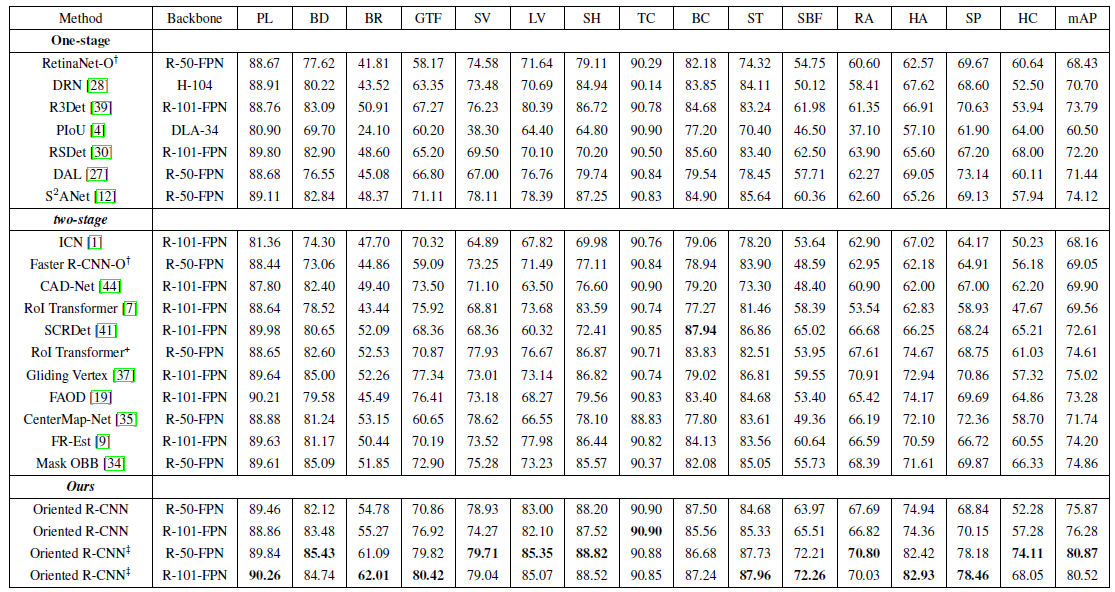 Method Backbone PL BD BR GTF SV LV SH TC BC ST SBF RA HA SP HC mAP
One-stage
RetinaNet-O† R-50-FPN 88.67 77.62 41.81 58.17 74.58 71.64 79.11 90.29 82.18 74.32 54.75 60.60 62.57 69.67 60.64 68.43
DRN [28] H-104 88.91 80.22 43.52 63.35 73.48 70.69 84.94 90.14 83.85 84.11 50.12 58.41 67.62 68.60 52.50 70.70
R3Det [39] R-101-FPN 88.76 83.09 50.91 67.27 76.23 80.39 86.72 90.78 84.68 83.24 61.98 61.35 66.91 70.63 53.94 73.79
PIoU [4] DLA-34 80.90 69.70 24.10 60.20 38.30 64.40 64.80 90.90 77.20 70.40 46.50 37.10 57.10 61.90 64.00 60.50
RSDet [30] R-101-FPN 89.80 82.90 48.60 65.20 69.50 70.10 70.20 90.50 85.60 83.40 62.50 63.90 65.60 67.20 68.00 72.20
DAL [27] R-50-FPN 88.68 76.55 45.08 66.80 67.00 76.76 79.74 90.84 79.54 78.45 57.71 62.27 69.05 73.14 60.11 71.44
S²ANet [12] R-50-FPN 89.11 82.84 48.37 71.11 78.11 78.39 87.25 90.83 84.90 85.64 60.36 62.60 65.26 69.13 57.94 74.12
two-stage
ICN [1] R-101-FPN 81.36 74.30 47.70 70.32 64.89 67.82 69.98 90.76 79.06 78.20 53.64 62.90 67.02 64.17 50.23 68.16
Faster R-CNN-O† R-50-FPN 88.44 73.06 44.86 59.09 73.25 71.49 77.11 90.84 78.94 83.90 48.59 62.95 62.18 64.91 56.18 69.05
CAD-Net [44] R-101-FPN 87.80 82.40 49.40 73.50 71.10 63.50 76.60 90.90 79.20 73.30 48.40 60.90 62.00 67.00 62.20 69.90
RoI Transformer [7] R-101-FPN 88.64 78.52 43.44 75.92 68.81 73.68 83.59 90.74 77.27 81.46 58.39 53.54 62.83 58.93 47.67 69.56
SCRDet [41] R-101-FPN 89.98 80.65 52.09 68.36 68.36 60.32 72.41 90.85 87.94 86.86 65.02 66.68 66.25 68.24 65.21 72.61
RoI Transformer⁺ R-50-FPN 88.65 82.60 52.53 70.87 77.93 76.67 86.87 90.71 83.83 82.51 53.95 67.61 74.67 68.75 61.03 74.61
Gliding Vertex [37] R-101-FPN 89.64 85.00 52.26 77.34 73.01 73.14 86.82 90.74 79.02 86.81 59.55 70.91 72.94 70.86 57.32 75.02
FAOD [19] R-101-FPN 90.21 79.58 45.49 76.41 73.18 68.27 79.56 90.83 83.40 84.68 53.40 65.42 74.17 69.69 64.86 73.28
CenterMap-Net [35] R-50-FPN 88.88 81.24 53.15 60.65 78.62 66.55 78.10 88.83 77.80 83.61 49.36 66.19 72.10 72.36 58.70 71.74
FR-Est [9] R-101-FPN 89.63 81.17 50.44 70.19 73.52 77.98 86.44 90.82 84.13 83.56 60.64 66.59 70.59 66.72 60.55 74.20
Mask OBB [34] R-50-FPN 89.61 85.09 51.85 72.90 75.28 73.23 85.57 90.37 82.08 85.05 55.73 68.39 71.61 69.87 66.33 74.86
Ours
Oriented R-CNN R-50-FPN 89.46 82.12 54.78 70.86 78.93 83.00 88.20 90.90 87.50 84.68 63.97 67.69 74.94 68.84 52.28 75.87
Oriented R-CNN R-101-FPN 88.86 83.48 55.27 76.92 74.27 82.10 87.52 90.90 85.56 85.33 65.51 66.82 74.36 70.15 57.28 76.28
Oriented R-CNN‡ R-50-FPN 89.84 85.43 61.09 79.82 79.71 85.35 88.82 90.88 86.68 87.73 72.21 70.80 82.42 78.18 74.11 80.87
Oriented R-CNN‡ R-101-FPN 90.26 84.74 62.01 80.42 79.04 85.07 88.52 90.85 87.24 87.96 72.26 70.03 82.93 78.46 68.05 80.52